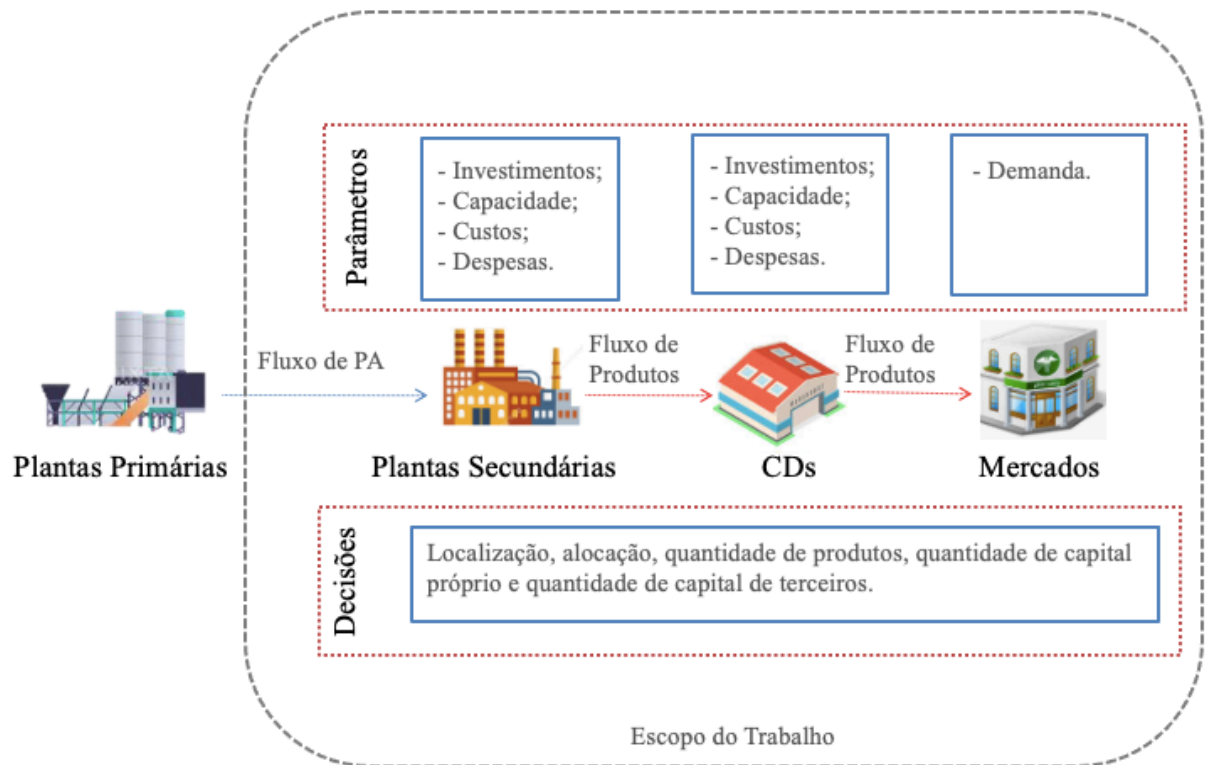 Parâmetros
- Investimentos;
- Capacidade;
- Custos;
- Despesas.
- Investimentos;
- Capacidade;
- Custos;
- Despesas.
- Demanda.
Fluxo de PA
Fluxo de
Produtos
Fluxo de
Produtos
Plantas Primárias
Plantas Secundárias
CDs
Mercados
Decisões
Localização, alocação, quantidade de produtos, quantidade de capital
próprio e quantidade de capital de terceiros.
Escopo do Trabalho